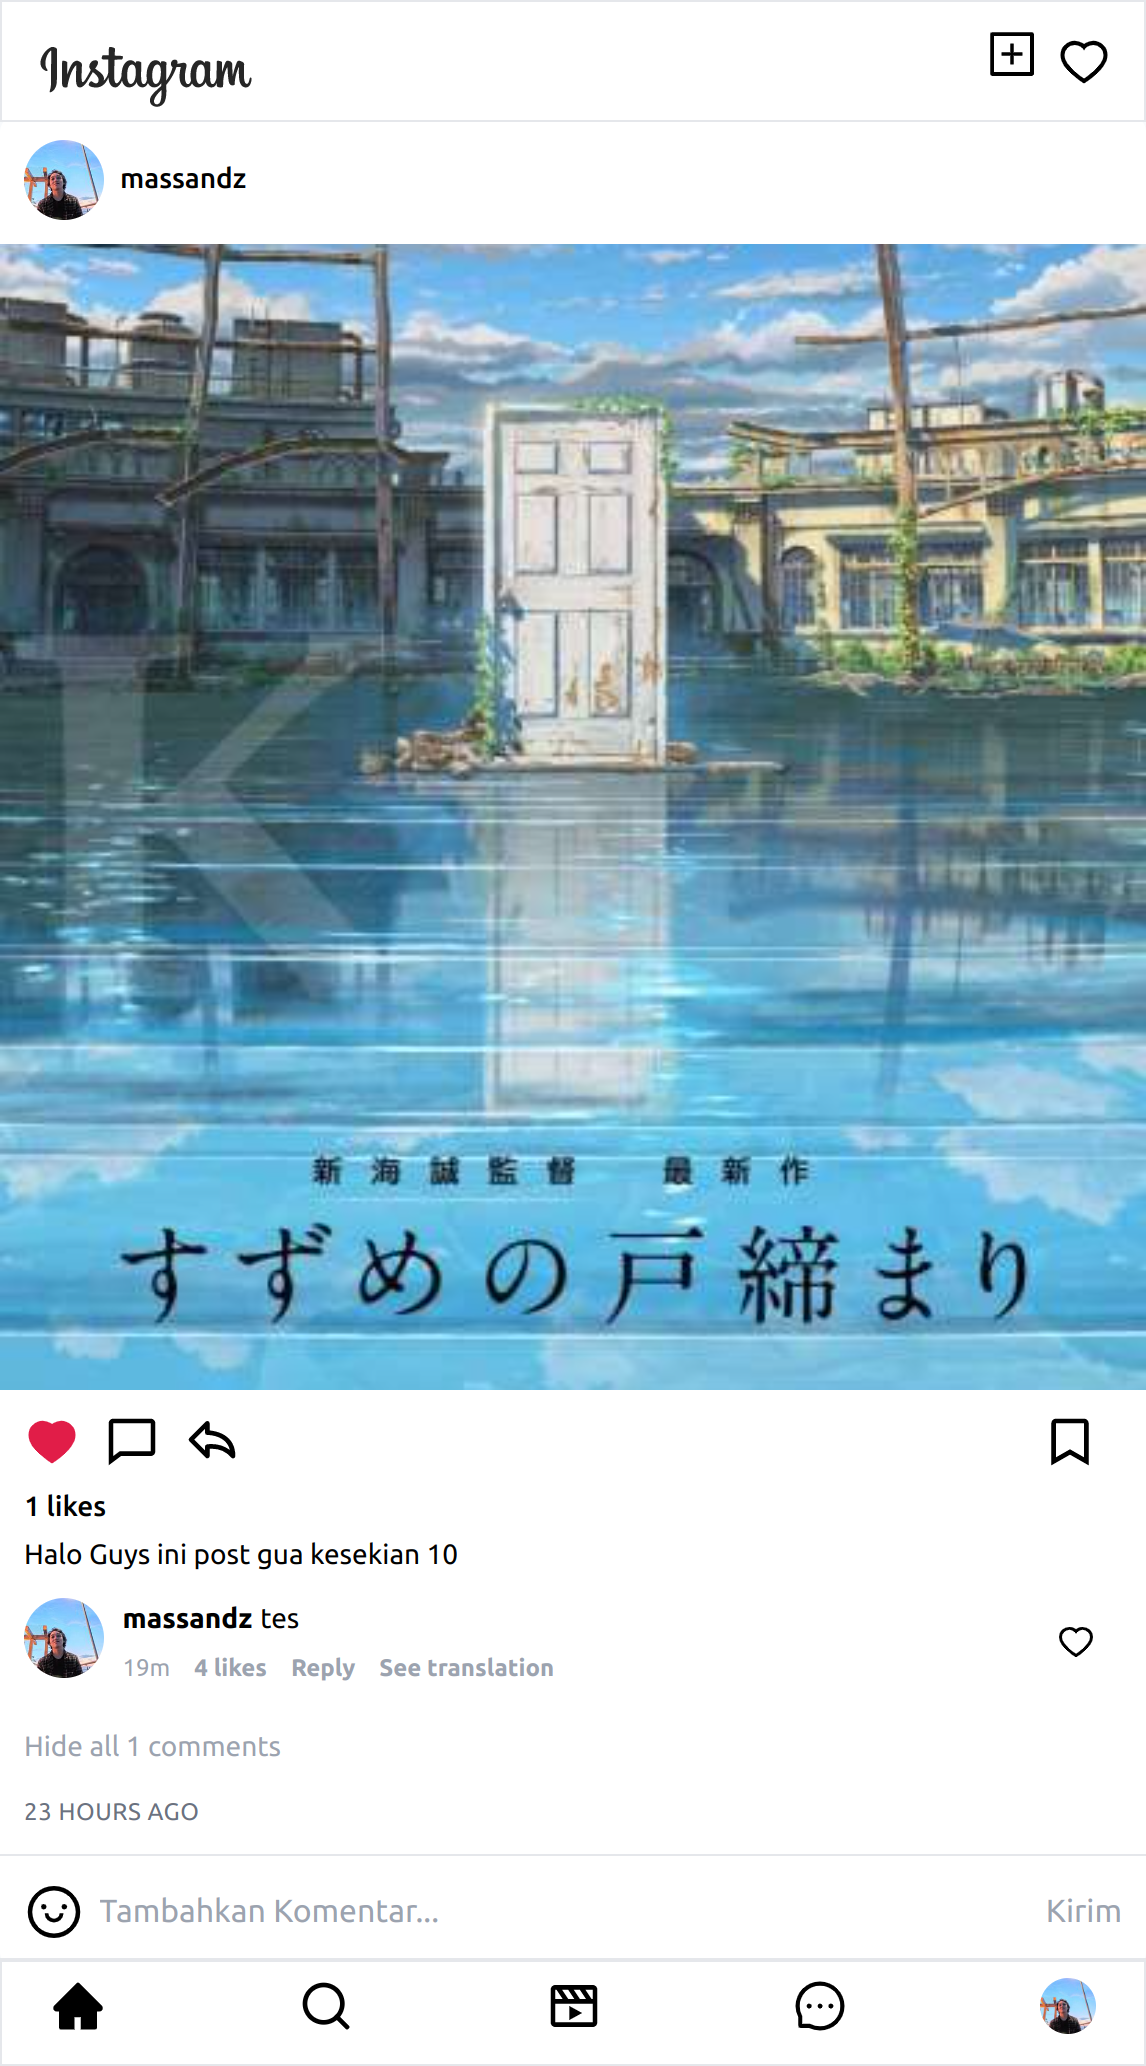 Instagram
massandz
K
新海誠監督 最新作
すずめの戸締まり
1 likes
Halo Guys ini post gua kesekian 10
massandz tes
19m 4 likes Reply See translation
Hide all 1 comments
23 HOURS AGO
Tambahkan Komentar... Kirim